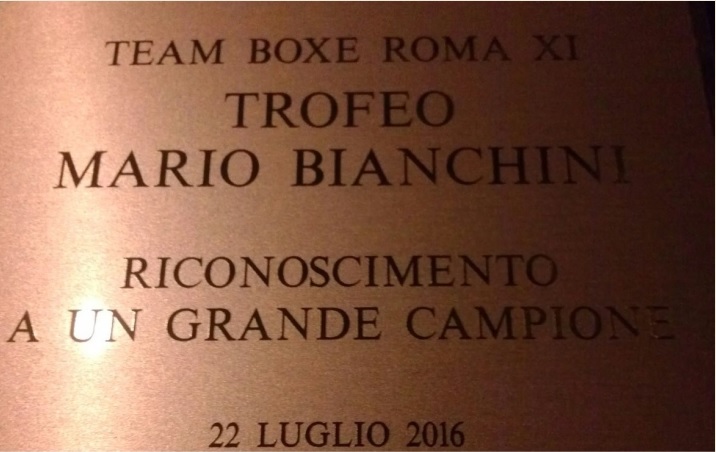 TEAM BOXE ROMA XI
TROFEO
MARIO BIANCHINI
RICONOSCIMENTO
A UN GRANDE CAMPIONE
22 LUGLIO 2016